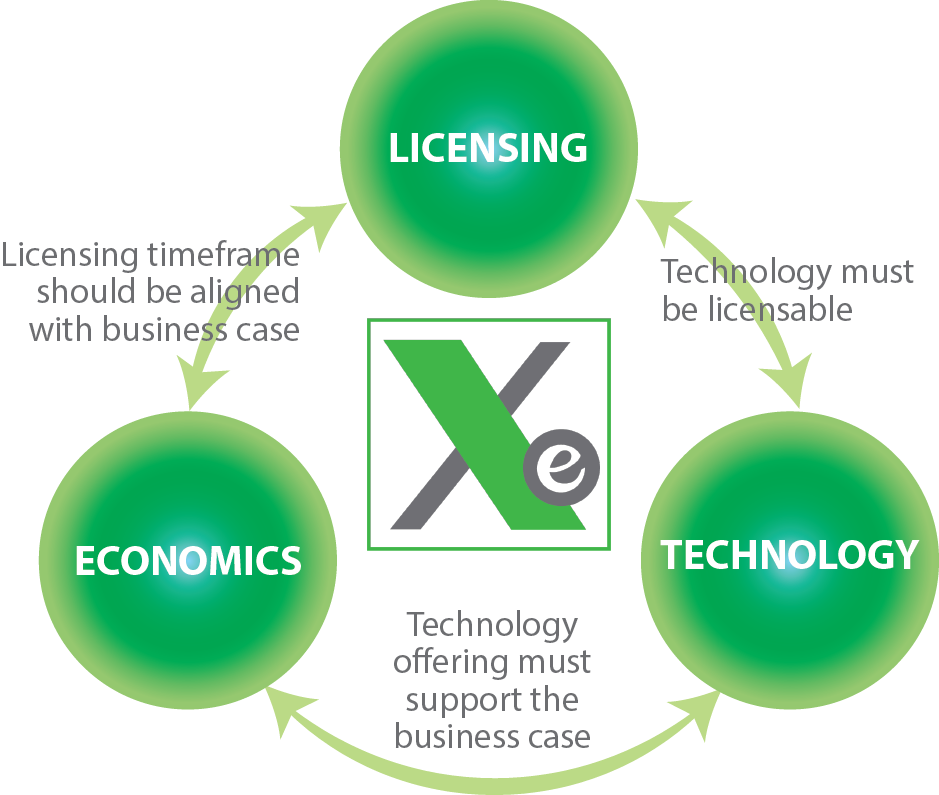 LICENSING
Licensing timeframe
should be aligned
with business case
Technology must
be licensable
Xe
ECONOMICS
TECHNOLOGY
Technology
offering must
support the
business case